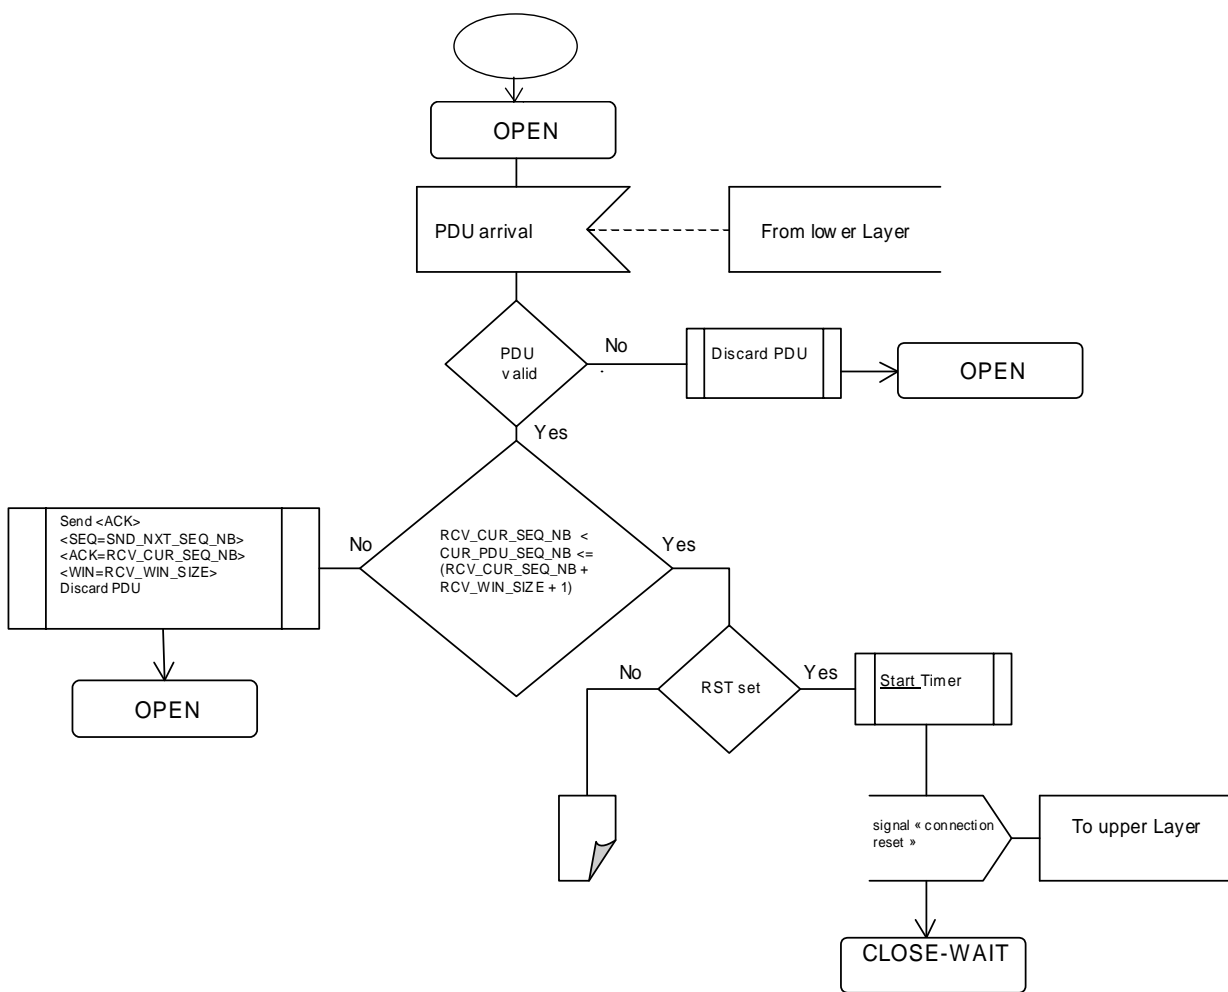 OPEN
PDU arrival
From lower Layer
PDU
valid
No
Discard PDU
OPEN
Yes
Send <ACK>
<SEQ=SND_NXT_SEQ_NB>
<ACK=RCV_CUR_SEQ_NB>
<WIN=RCV_WIN_SIZE>
Discard PDU
No
RCV_CUR_SEQ_NB <
CUR_PDU_SEQ_NB <=
(RCV_CUR_SEQ_NB +
RCV_WIN_SIZE + 1)
Yes
OPEN
No
RST set
Yes
Start Timer
signal « connection
reset »
To upper Layer
CLOSE-WAIT